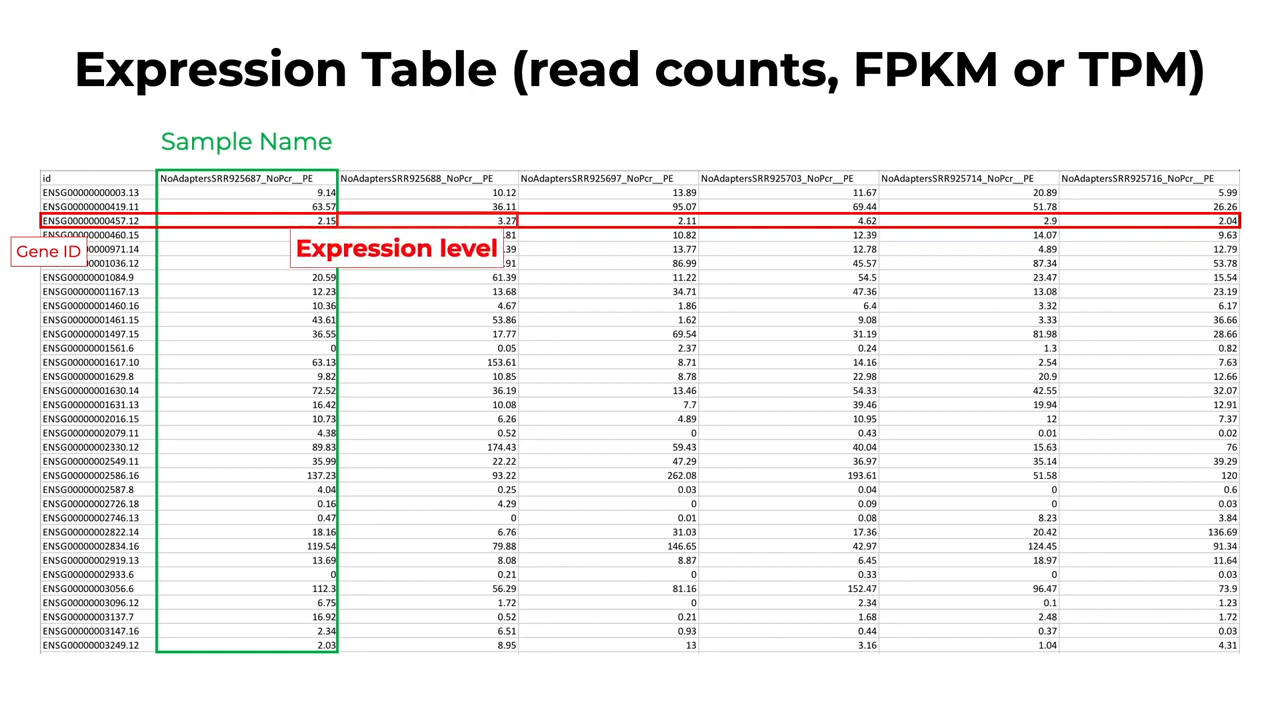 Expression Table (read counts, FPKM or TPM)
Sample Name
id NoAdaptersSRR925687_NoPcr__PE NoAdaptersSRR925688_NoPcr__PE NoAdaptersSRR925697_NoPcr__PE NoAdaptersSRR925703_NoPcr__PE NoAdaptersSRR925714_NoPcr__PE NoAdaptersSRR925716_NoPcr__PE
ENSG00000000003.13 9.14 10.12 13.89 11.67 20.89 5.99
ENSG00000000419.11 63.57 36.11 95.07 69.44 51.78 26.26
ENSG00000000457.12 2.15 3.27 2.11 4.62 2.9 2.04
ENSG00000000460.15 .81 10.82 12.39 14.07 9.63
Gene ID 0971.14 Expression level .39 13.77 12.78 4.89 12.79
01036.12 .91 86.99 45.57 87.34 53.78
ENSG00000001084.9 20.59 61.39 11.22 54.5 23.47 15.54
ENSG00000001167.13 12.23 13.68 34.71 47.36 13.08 23.19
ENSG00000001460.16 10.36 4.67 1.86 6.4 3.32 6.17
ENSG00000001461.15 43.61 53.86 1.62 9.08 3.33 36.66
ENSG00000001497.15 36.55 17.77 69.54 31.19 81.98 28.66
ENSG00000001561.6 0 0.05 2.37 0.24 1.3 0.82
ENSG00000001617.10 63.13 153.61 8.71 14.16 2.54 7.63
ENSG00000001629.8 9.82 10.85 8.78 22.98 20.9 12.66
ENSG00000001630.14 72.52 36.19 13.46 54.33 42.55 32.07
ENSG00000001631.13 16.42 10.08 7.7 39.46 19.94 12.91
ENSG00000002016.15 10.73 6.26 4.89 10.95 12 7.37
ENSG00000002079.11 4.38 0.52 0 0.43 0.01 0.02
ENSG00000002330.12 89.83 174.43 59.43 40.04 15.63 76
ENSG00000002549.11 35.99 22.22 47.29 36.97 35.14 39.29
ENSG00000002586.16 137.23 93.22 262.08 193.61 51.58 120
ENSG00000002587.8 4.04 0.25 0.03 0.04 0 0.6
ENSG00000002726.18 0.16 4.29 0 0.09 0 0.03
ENSG00000002746.13 0.47 0 0.01 0.08 8.23 3.84
ENSG00000002822.14 18.16 6.76 31.03 17.36 20.42 136.69
ENSG00000002834.16 119.54 79.88 146.65 42.97 124.45 91.34
ENSG00000002919.13 13.69 8.08 8.87 6.45 18.97 11.64
ENSG00000002933.6 0 0.21 0 0.33 0 0.03
ENSG00000003056.6 112.3 56.29 81.16 152.47 96.47 73.9
ENSG00000003096.12 6.75 1.72 0 2.34 0.1 1.23
ENSG00000003137.7 16.92 0.52 0.21 1.68 2.48 1.72
ENSG00000003147.16 2.34 6.51 0.93 0.44 0.37 0.03
ENSG00000003249.12 2.03 8.95 13 3.16 1.04 4.31